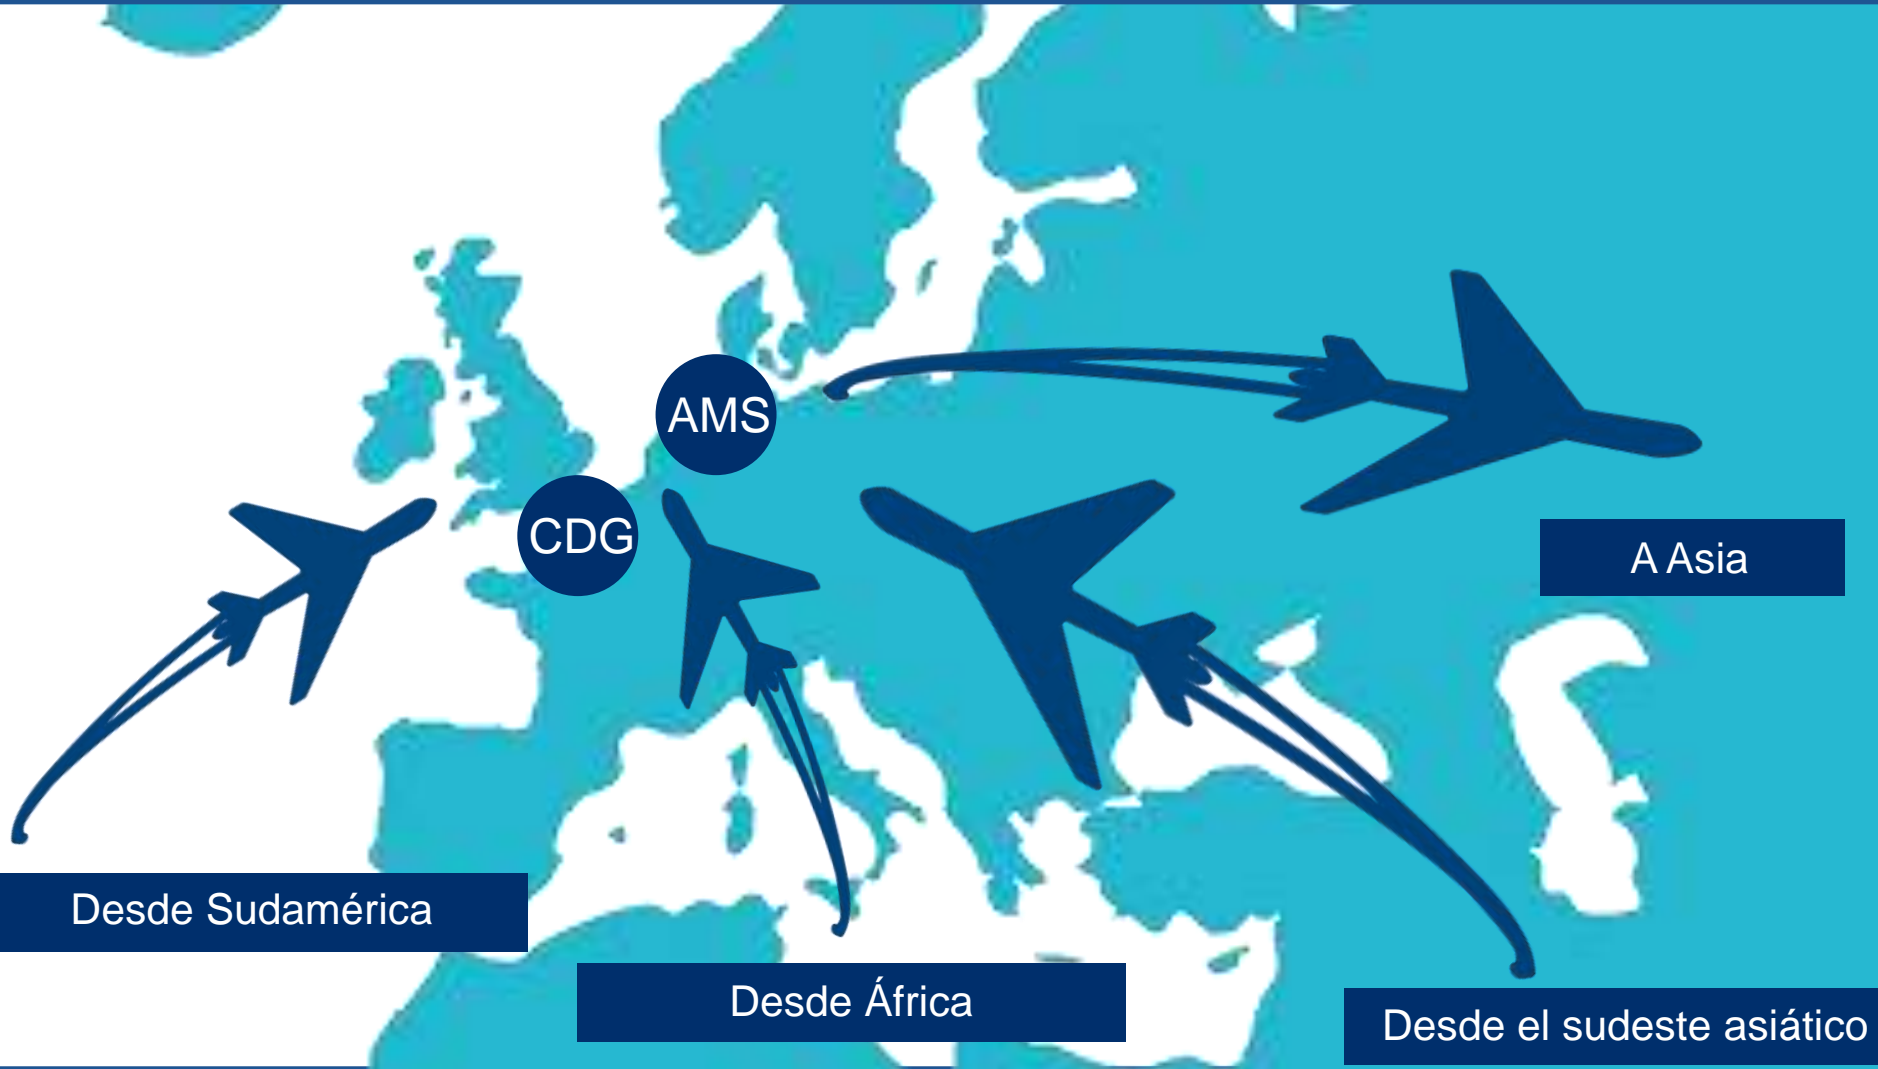 AMS
CDG
A Asia
Desde Sudamérica
Desde África
Desde el sudeste asiático